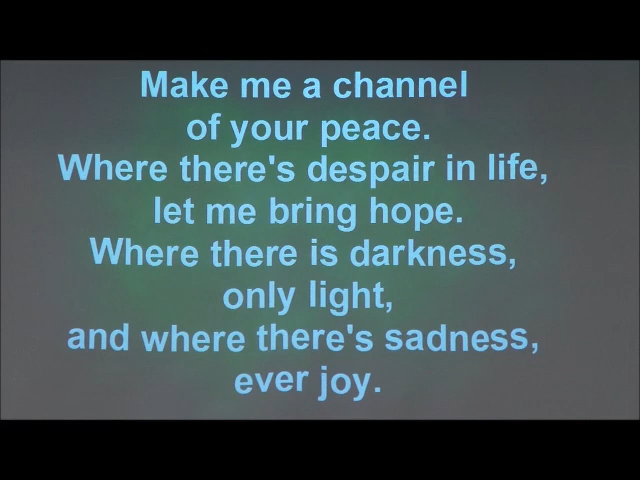 Make me a channel
of your peace.
Where there's despair in life,
let me bring hope.
Where there is darkness,
only light,
and where there's sadness,
ever joy.